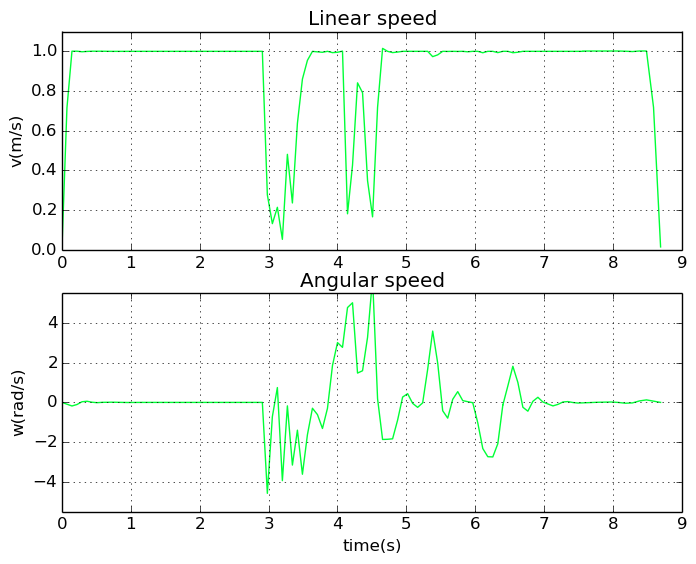 Linear speed
1.0
0.8
0.6
0.4
0.2
0.0
v(m/s)
0 1 2 3 4 5 6 7 8 9
Angular speed
4
2
0
−2
−4
w(rad/s)
0 1 2 3 4 5 6 7 8 9
time(s)